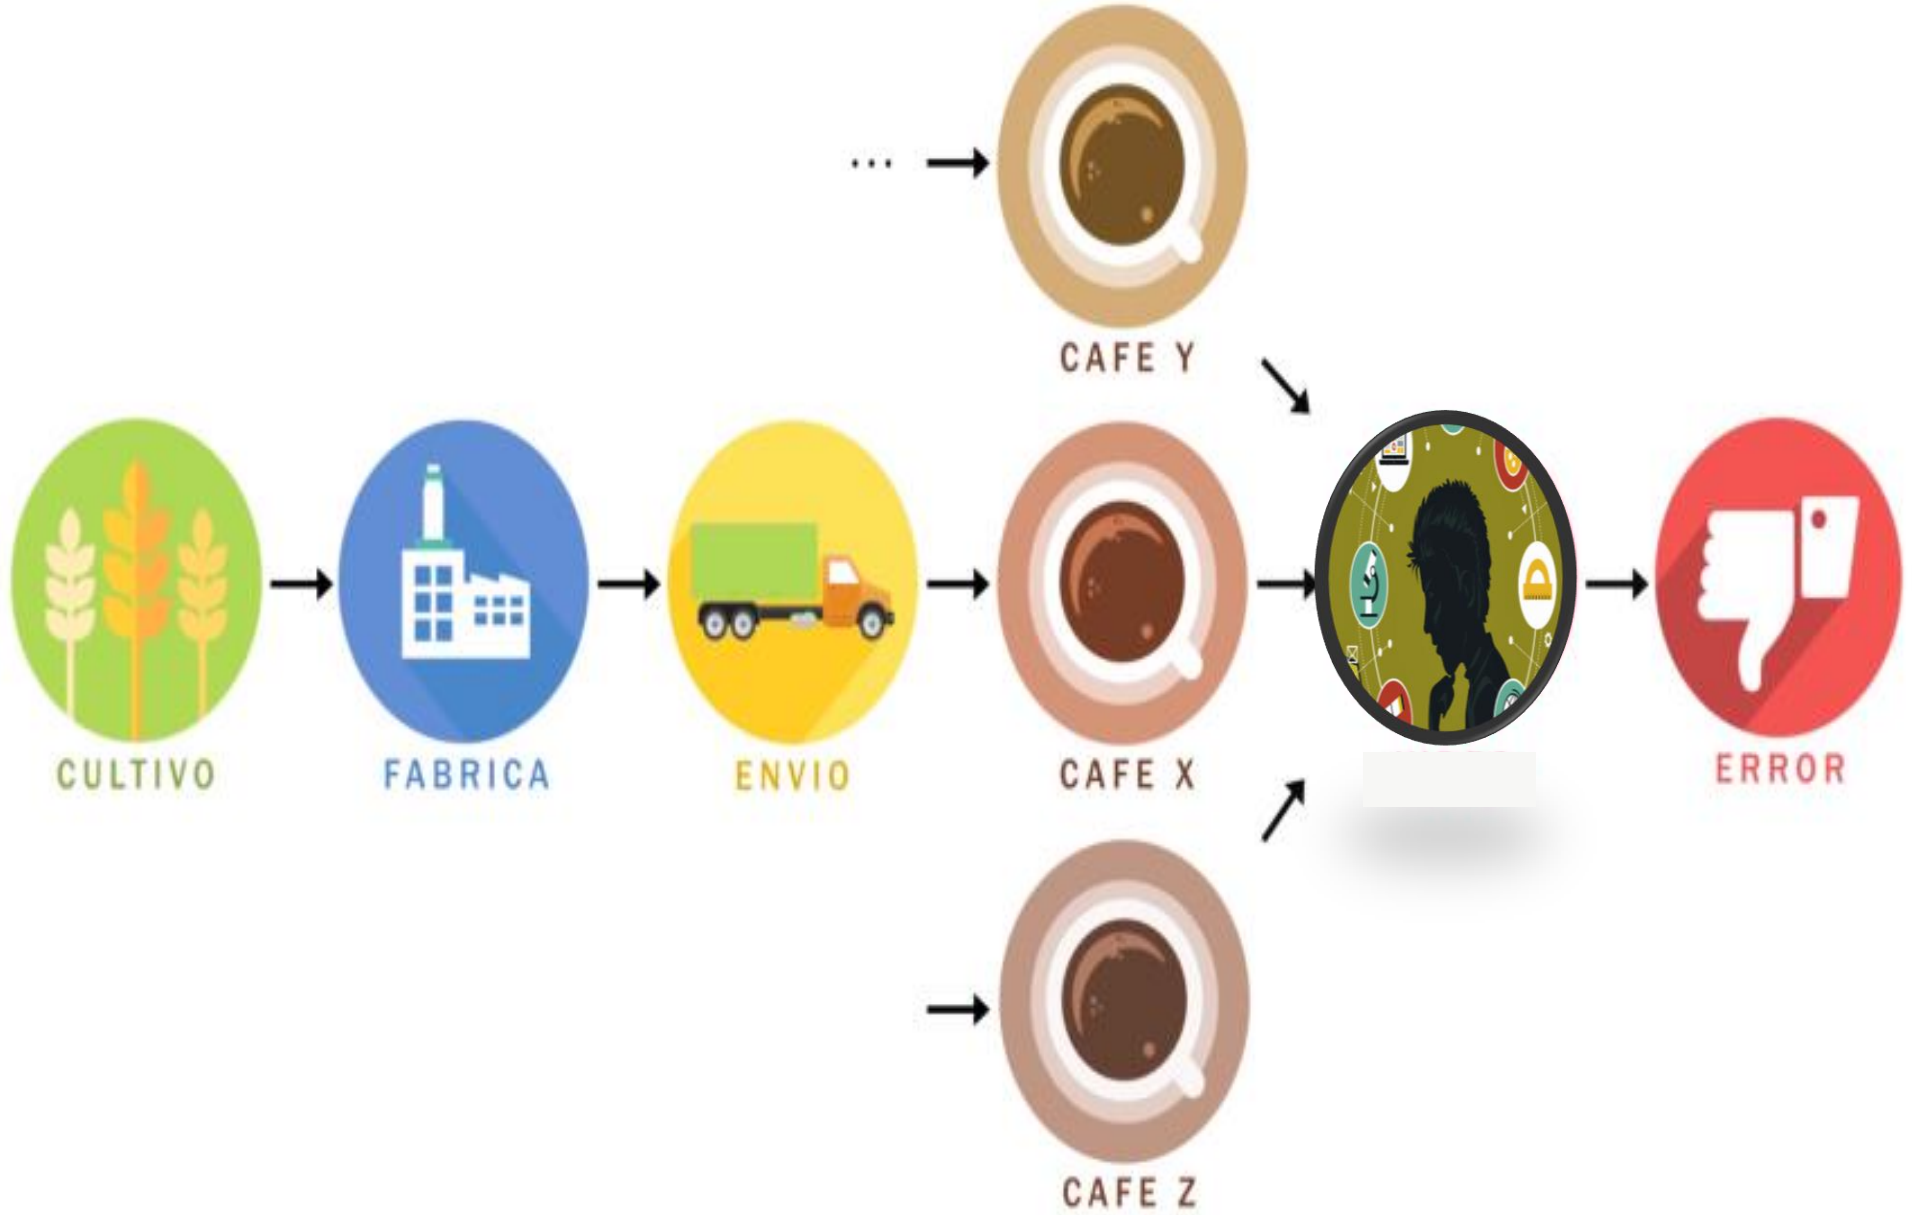 ...
CAFE Y
CULTIVO
FABRICA
ENVIO
CAFE X
ERROR
CAFE Z